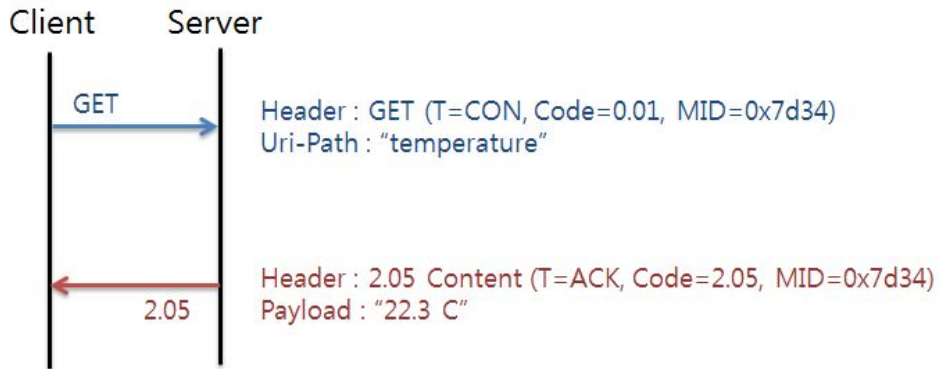 Client Server
GET
Header : GET (T=CON, Code=0.01, MID=0x7d34)
Uri-Path : “temperature”
Header : 2.05 Content (T=ACK, Code=2.05, MID=0x7d34)
2.05
Payload : “22.3 C”